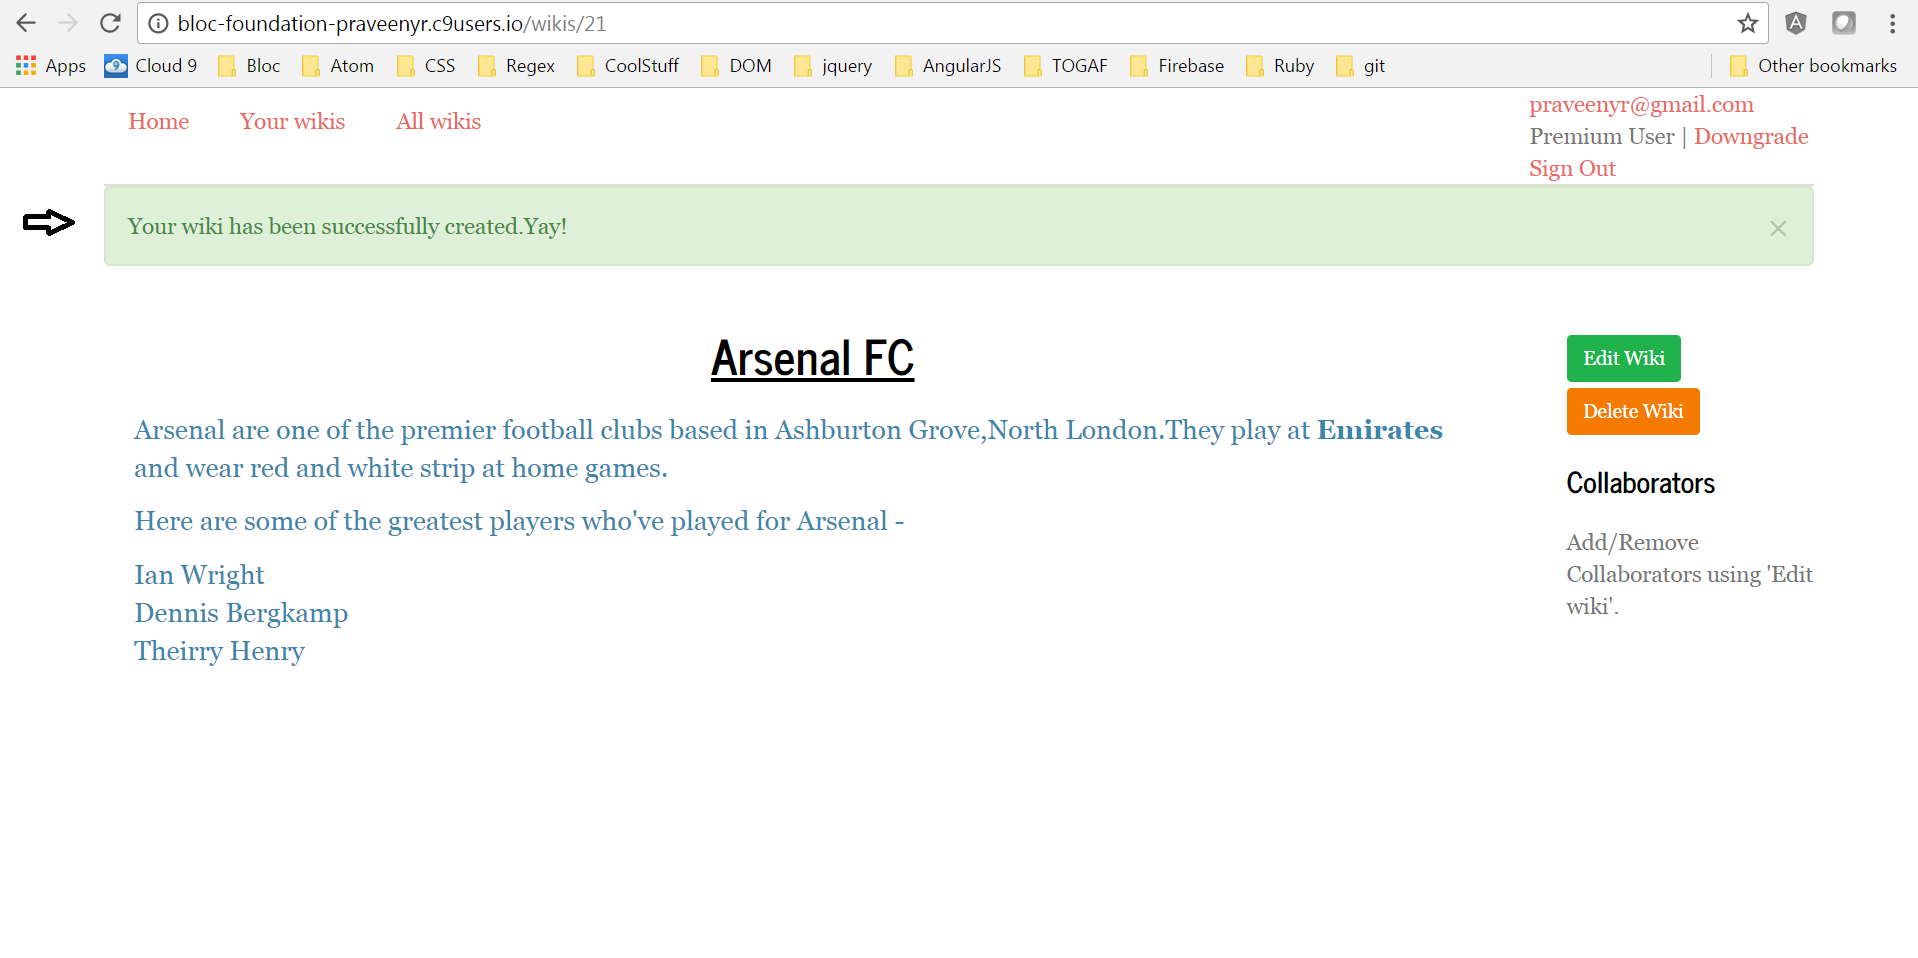 bloc-foundation-praveenyr.c9users.io/wikis/21
Apps Cloud 9 Bloc Atom CSS Regex CoolStuff DOM jquery AngularJS TOGAF Firebase Ruby git Other bookmarks
Home Your wikis All wikis
praveenyr@gmail.com
Premium User | Downgrade
Sign Out
Your wiki has been successfully created.Yay!
×
Arsenal FC
Arsenal are one of the premier football clubs based in Ashburton Grove,North London.They play at Emirates
and wear red and white strip at home games.
Here are some of the greatest players who've played for Arsenal -
Ian Wright
Dennis Bergkamp
Theirry Henry
Edit Wiki
Delete Wiki
Collaborators
Add/Remove
Collaborators using 'Edit
wiki'.